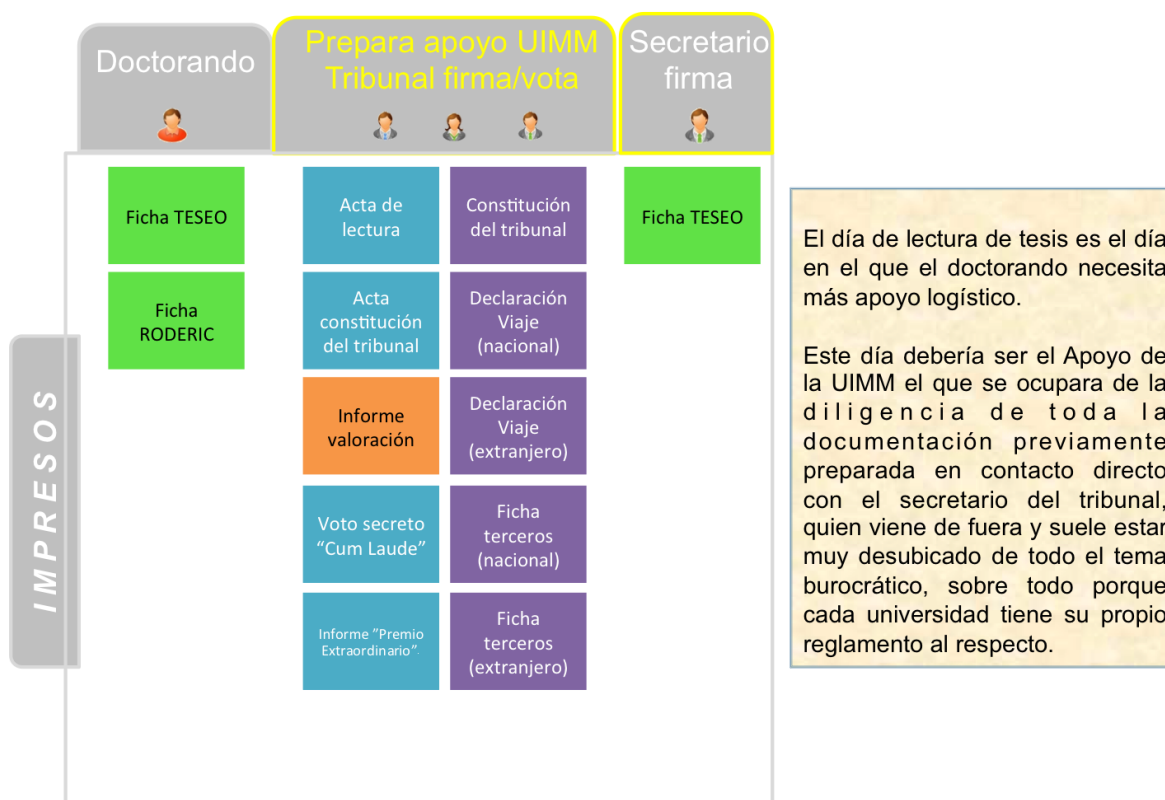 Doctorando
Prepara apoyo UIMM
Tribunal firma/vota
Secretario
firma
IMPRESOS
Ficha TESEO
Ficha
RODERIC
Acta de
lectura
Acta
constitución
del tribunal
Informe
valoración
Voto secreto
“Cum Laude”
Informe ”Premio
Extraordinario”.
Constitución
del tribunal
Declaración
Viaje
(nacional)
Declaración
Viaje
(extranjero)
Ficha
terceros
(nacional)
Ficha
terceros
(extranjero)
Ficha TESEO
El día de lectura de tesis es el día
en el que el doctorando necesita
más apoyo logístico.
Este día debería ser el Apoyo de
la UIMM el que se ocupara de la
diligencia de toda la
documentación previamente
preparada en contacto directo
con el secretario del tribunal,
quien viene de fuera y suele estar
muy desubicado de todo el tema
burocrático, sobre todo porque
cada universidad tiene su propio
reglamento al respecto.